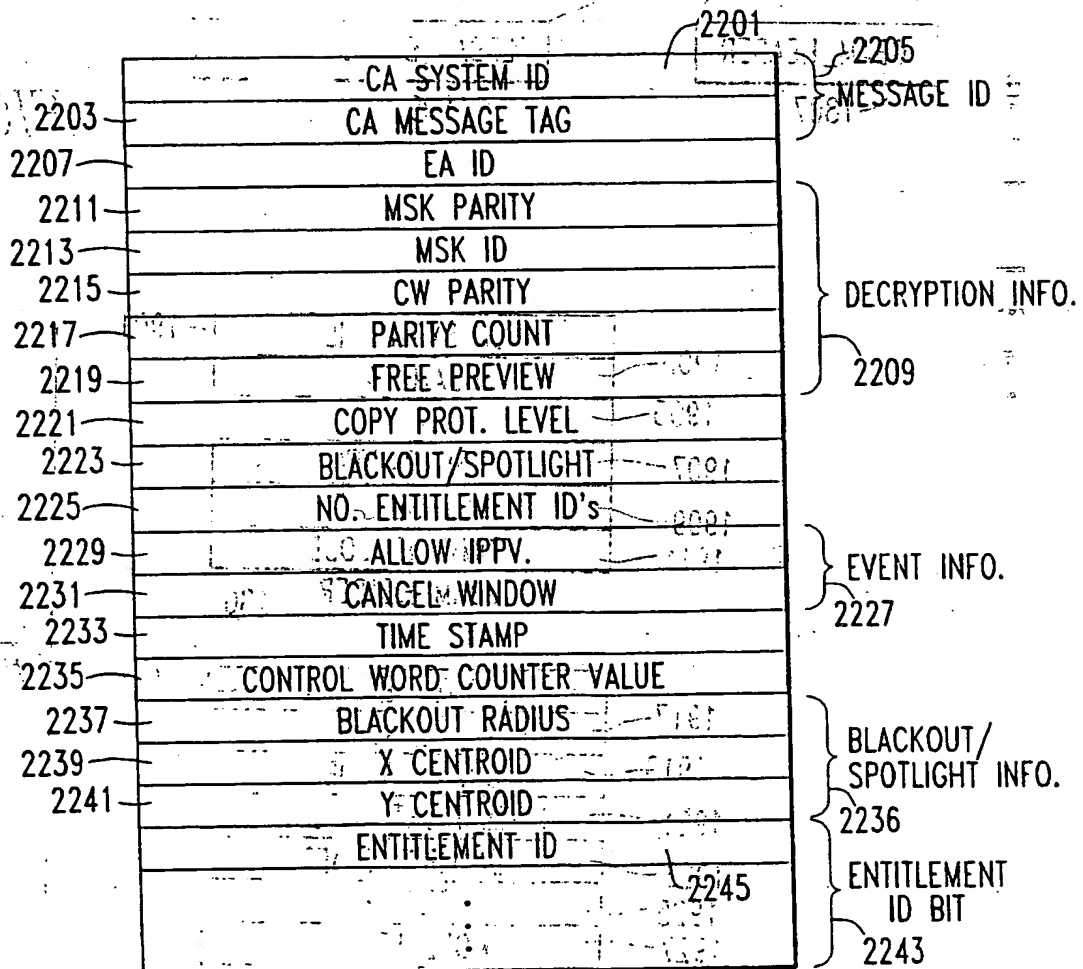 2201
CA SYSTEM ID
2205
MESSAGE ID
2203 CA MESSAGE TAG
2207 EA ID
2211 MSK PARITY
2213 MSK ID
2215 CW PARITY
DECRYPTION INFO.
2217 PARITY COUNT
2219 FREE PREVIEW
2209
2221 COPY PROT. LEVEL
2223 BLACKOUT/SPOTLIGHT
2225 NO. ENTITLEMENT ID's
2229 ALLOW IPPV.
EVENT INFO.
2231 CANCEL WINDOW
2227
2233 TIME STAMP
2235 CONTROL WORD COUNTER VALUE
2237 BLACKOUT RADIUS
2239 X CENTROID
BLACKOUT/
SPOTLIGHT INFO.
2241 Y CENTROID
2236
ENTITLEMENT ID
2245
ENTITLEMENT
ID BIT
2243